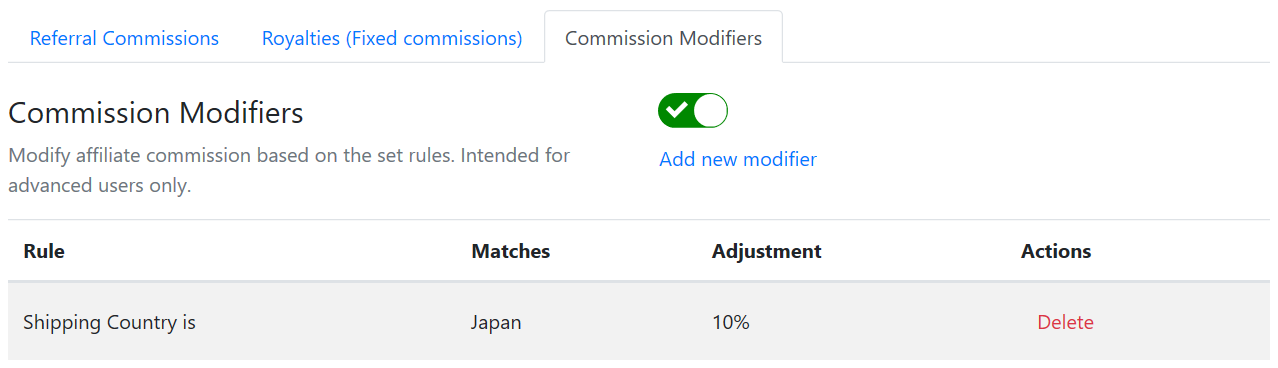 Referral Commissions Royalties (Fixed commissions) Commission Modifiers
Commission Modifiers
Modify affiliate commission based on the set rules. Intended for
advanced users only.
Add new modifier
Rule Matches Adjustment Actions
Shipping Country is Japan 10% Delete